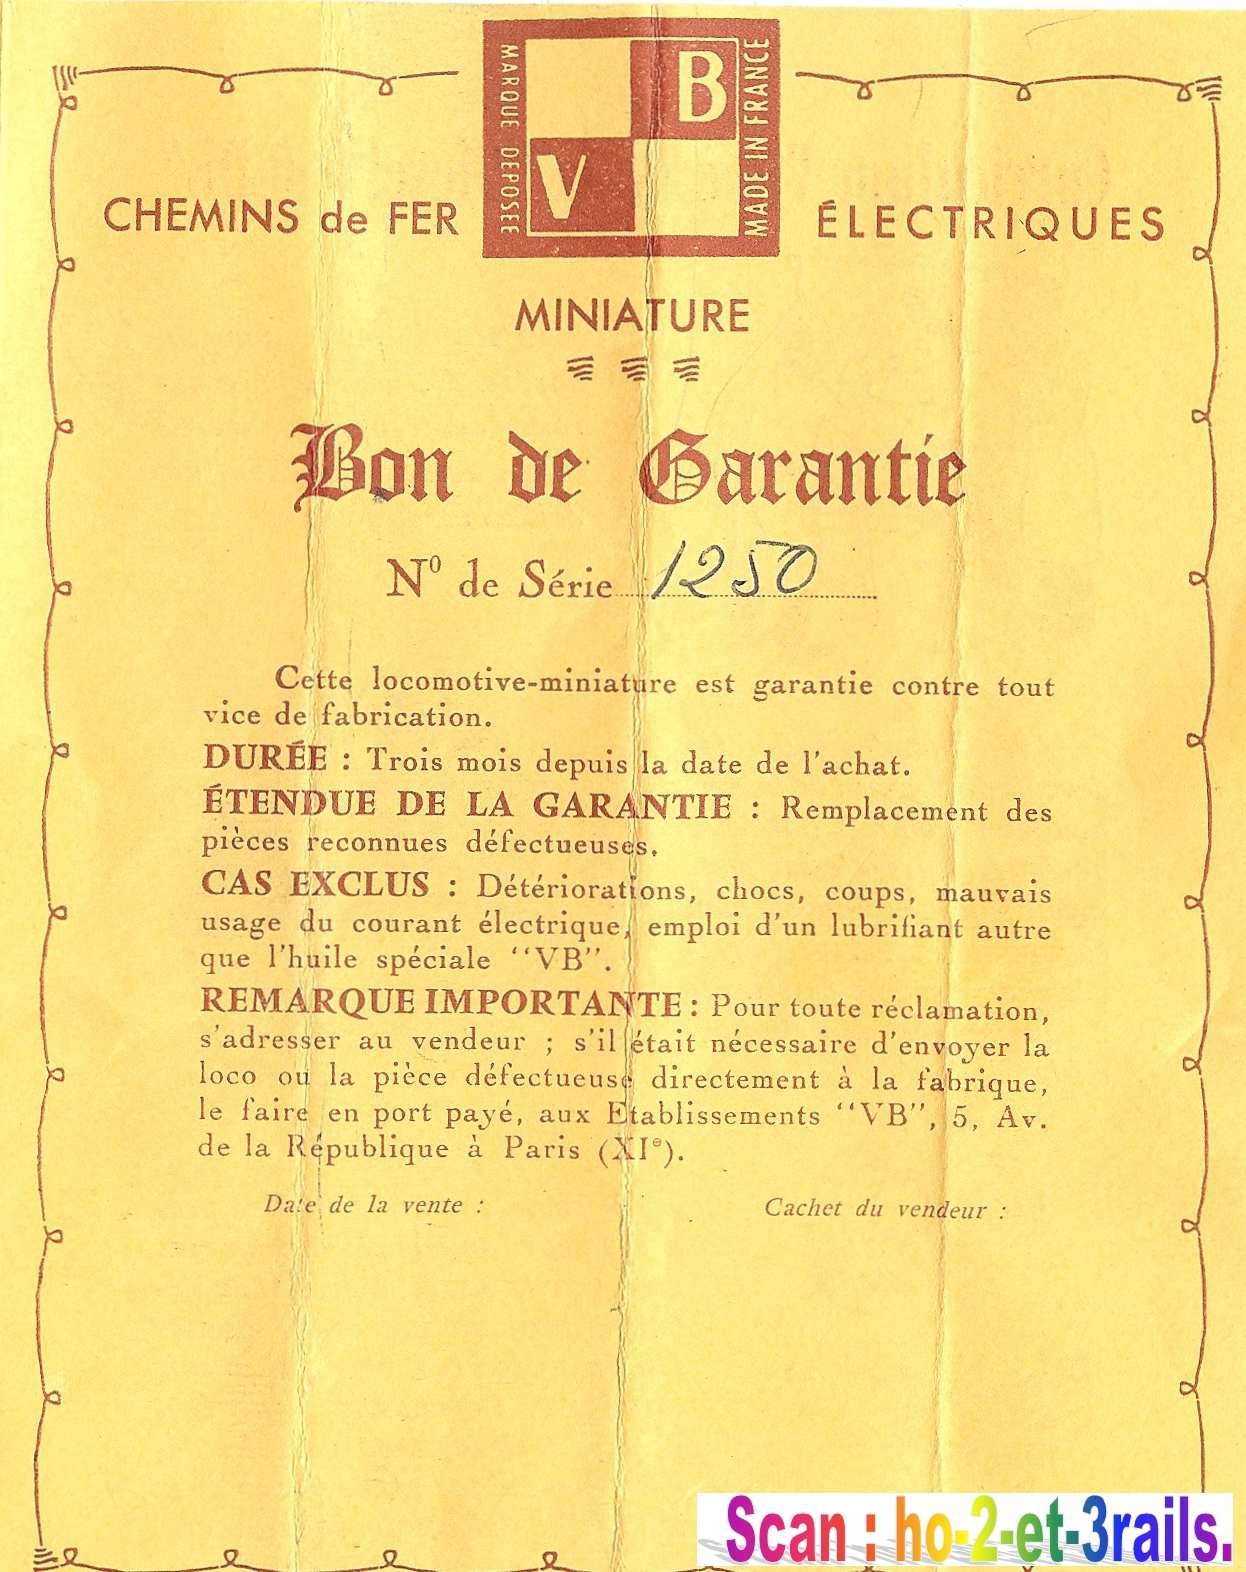 MARQUE DEPOSEE
B
V
MADE IN FRANCE
CHEMINS de FER
ÉLECTRIQUES
MINIATURE
Bon de Garantie
Nº de Série 1250
Cette locomotive-miniature est garantie contre tout
vice de fabrication.
DURÉE : Trois mois depuis la date de l'achat.
ÉTENDUE DE LA GARANTIE : Remplacement des
pièces reconnues défectueuses.
CAS EXCLUS : Détériorations, chocs, coups, mauvais
usage du courant électrique, emploi d'un lubrifiant autre
que l'huile spéciale "VB".
REMARQUE IMPORTANTE : Pour toute réclamation,
s'adresser au vendeur ; s'il était nécessaire d'envoyer la
loco ou la pièce défectueuse directement à la fabrique,
le faire en port payé, aux Etablissements "VB", 5, Av.
de la République à Paris (XIe).
Date de la vente :
Cachet du vendeur :
Scan : ho-2-et-3rails.